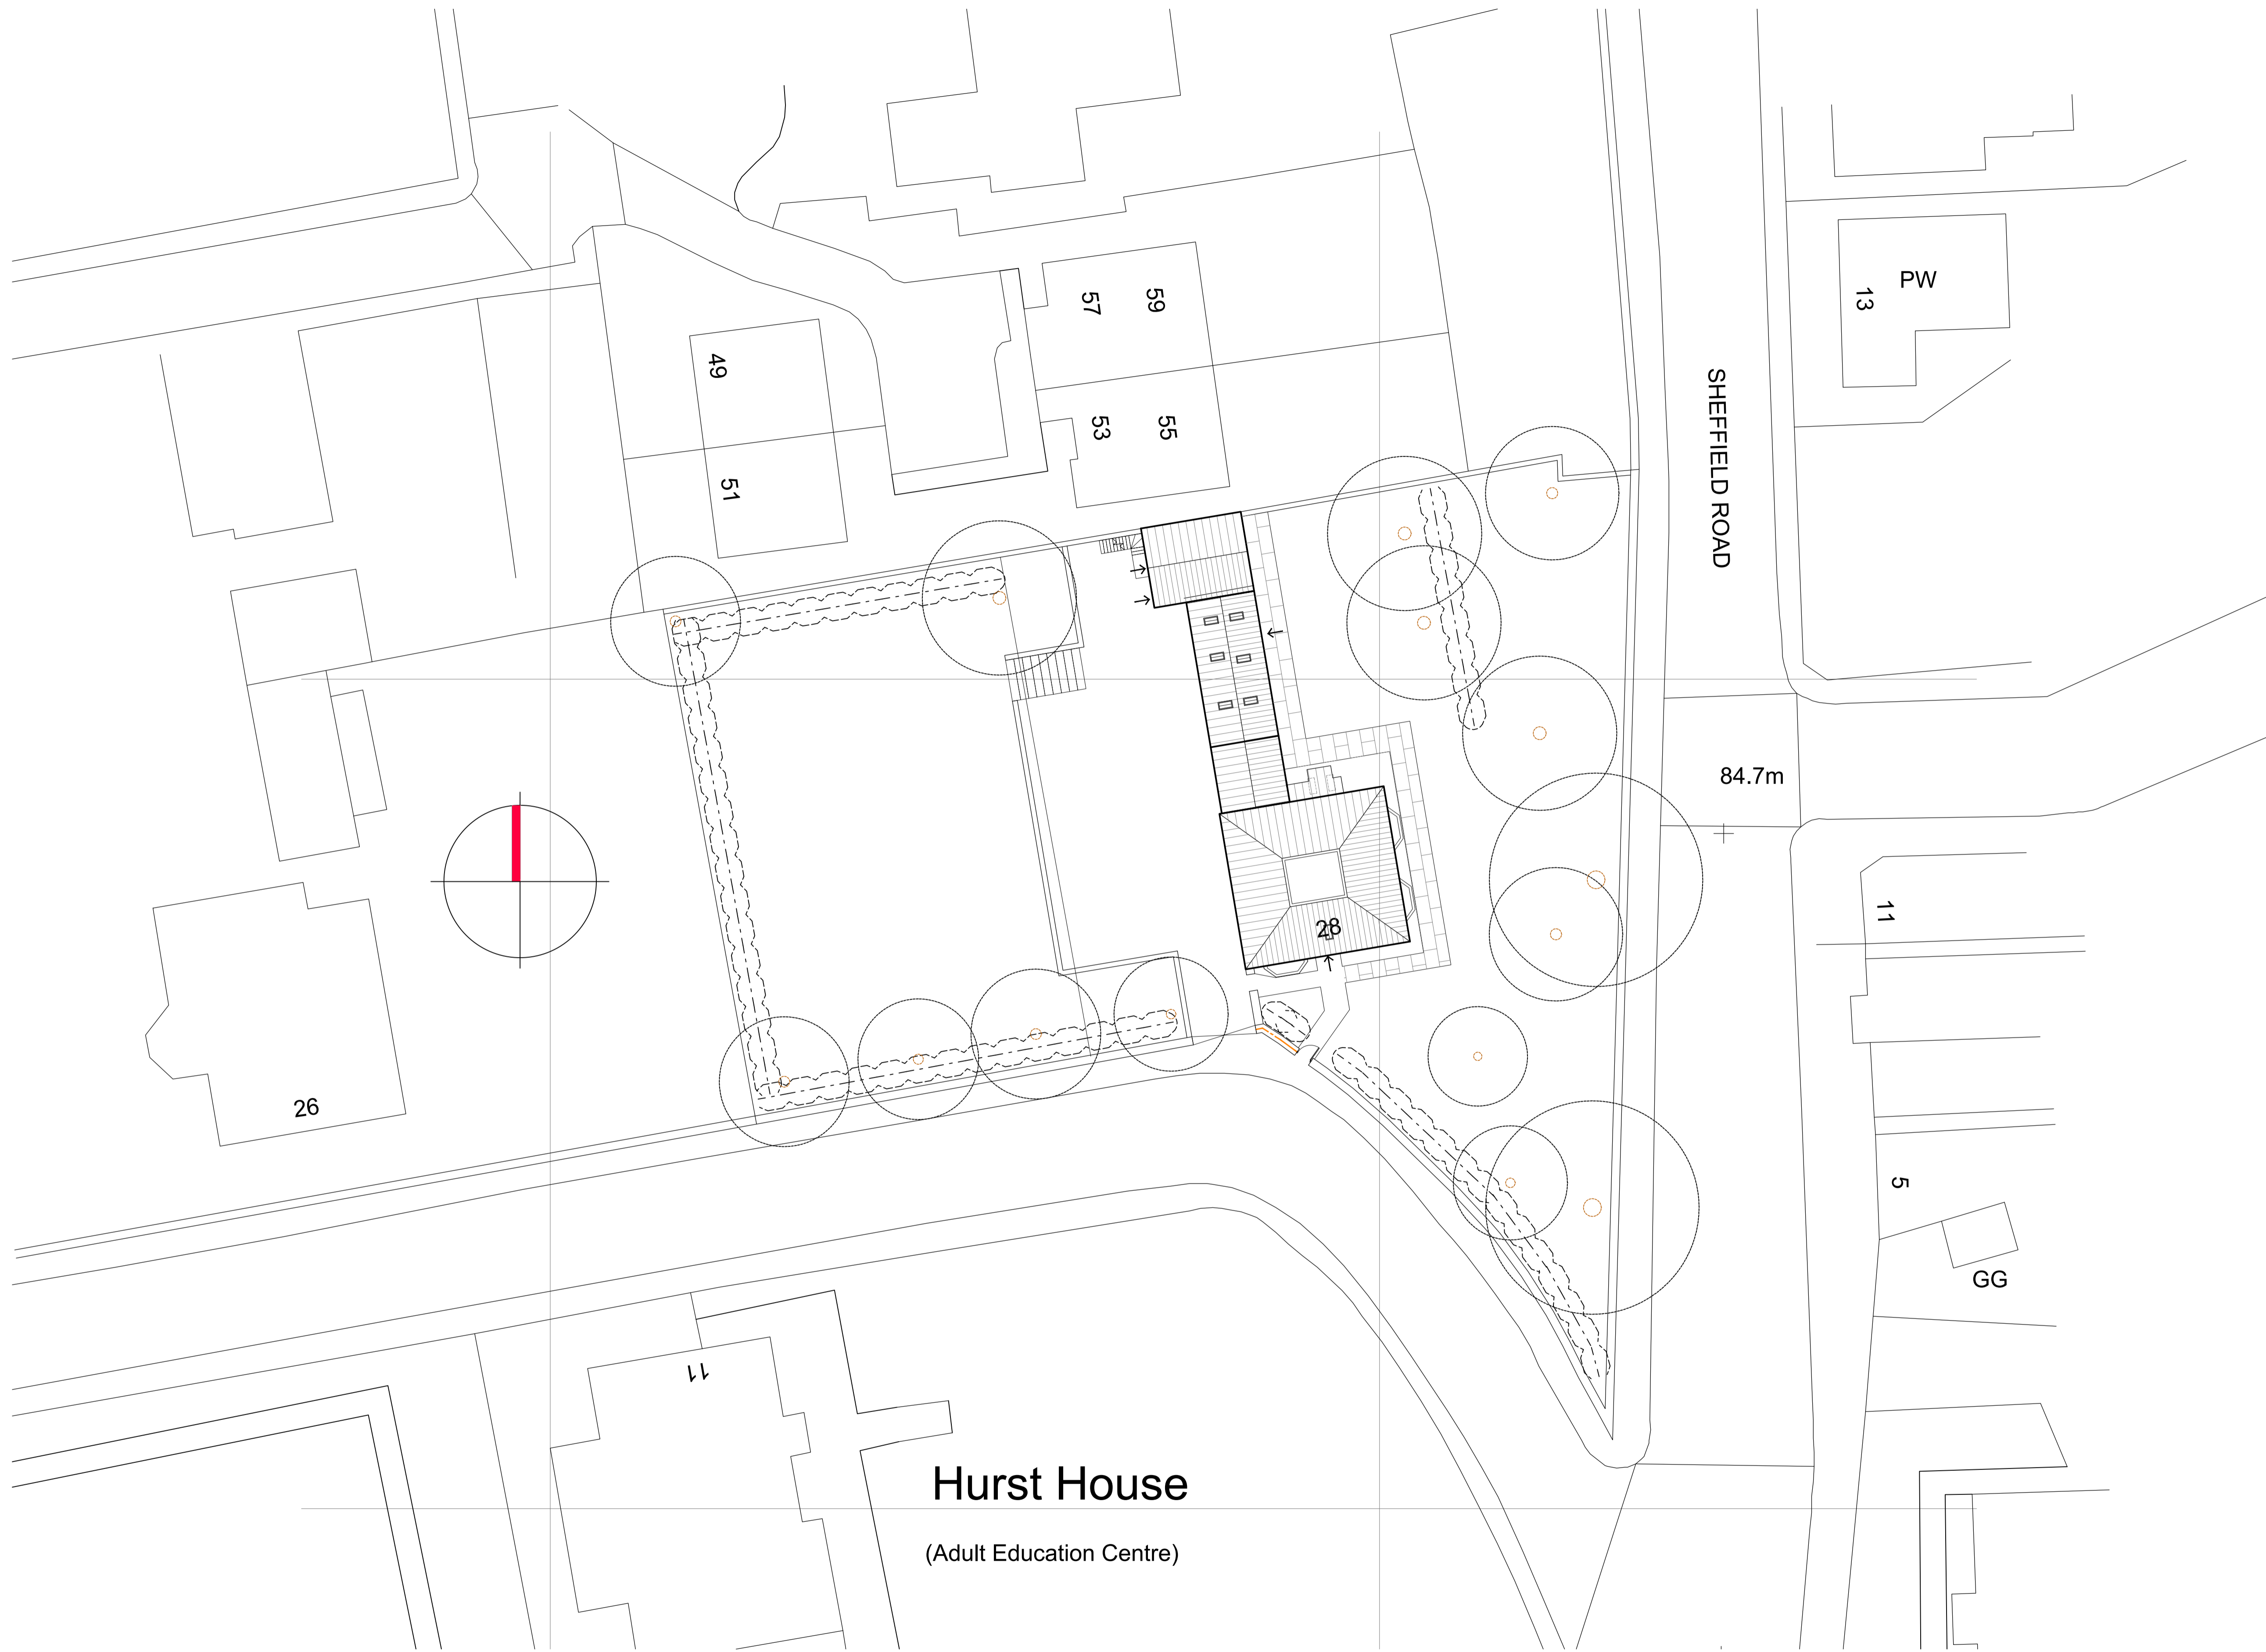 57
59
PW
13
49
SHEFFIELD ROAD
53
55
51
84.7m
28
11
26
5
GG
11
Hurst House
(Adult Education Centre)